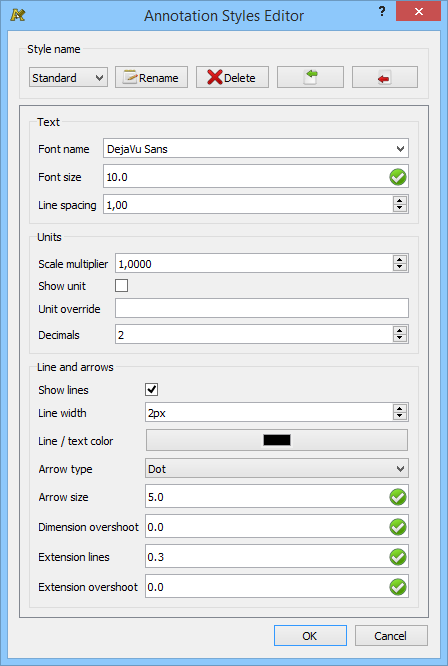 Annotation Styles Editor ? ×
Style name
Standard Rename Delete
Text
Font name DejaVu Sans
Font size 10.0
Line spacing 1,00
Units
Scale multiplier 1,0000
Show unit
Unit override
Decimals 2
Line and arrows
Show lines
Line width 2px
Line / text color
Arrow type Dot
Arrow size 5.0
Dimension overshoot 0.0
Extension lines 0.3
Extension overshoot 0.0
OK Cancel